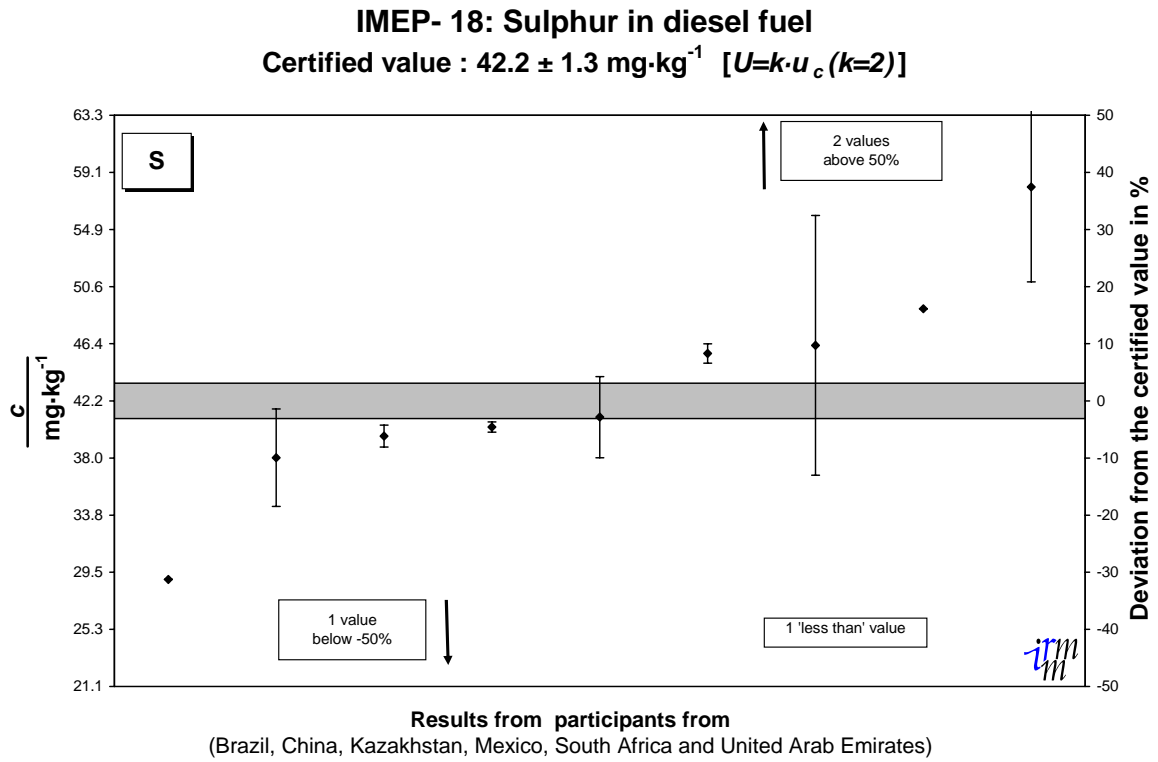 IMEP- 18: Sulphur in diesel fuel
Certified value : 42.2 ± 1.3 mg·kg⁻¹ [U=k·u c (k=2)]
63.3
59.1
54.9
50.6
46.4
42.2
38.0
33.8
29.5
25.3
21.1
c
mg·kg⁻¹
S
2 values
above 50%
1 value
below -50%
1 'less than' value
irmm
50
40
30
20
10
0
-10
-20
-30
-40
-50
Deviation from the certified value in %
Results from participants from
(Brazil, China, Kazakhstan, Mexico, South Africa and United Arab Emirates)